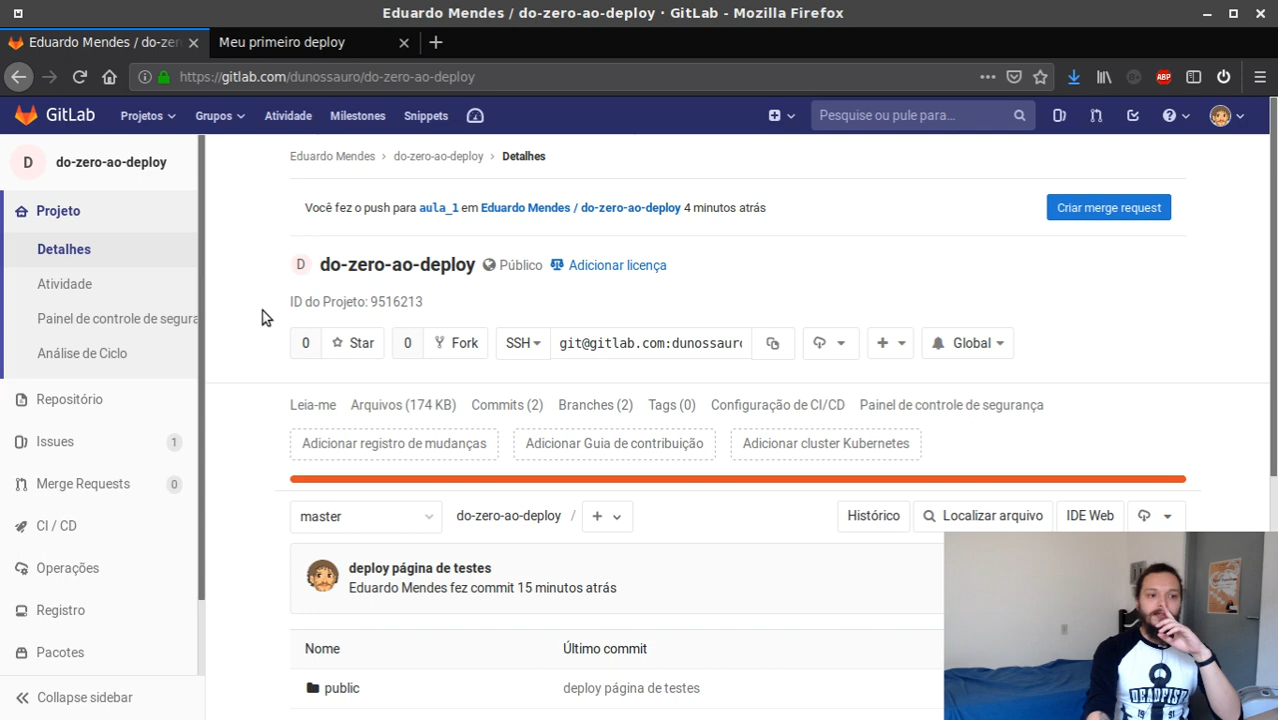 Eduardo Mendes / do-zero-ao-deploy · GitLab - Mozilla Firefox
Eduardo Mendes / do-zer
Meu primeiro deploy
https://gitlab.com/dunossauro/do-zero-ao-deploy
ABP
GitLab
Projetos
Grupos
Atividade
Milestones
Snippets
Pesquise ou pule para...
D
do-zero-ao-deploy
Projeto
Detalhes
Atividade
Painel de controle de segura
Análise de Ciclo
Repositório
Issues 1
Merge Requests 0
CI / CD
Operações
Registro
Pacotes
Collapse sidebar
Eduardo Mendes › do-zero-ao-deploy › Detalhes
Você fez o push para aula_1 em Eduardo Mendes / do-zero-ao-deploy 4 minutos atrás
Criar merge request
D do-zero-ao-deploy Público Adicionar licença
ID do Projeto: 9516213
0 Star 0 Fork SSH git@gitlab.com:dunossauro Global
Leia-me Arquivos (174 KB) Commits (2) Branches (2) Tags (0) Configuração de CI/CD Painel de controle de segurança
Adicionar registro de mudanças Adicionar Guia de contribuição Adicionar cluster Kubernetes
master do-zero-ao-deploy / + Histórico Localizar arquivo IDE Web
deploy página de testes
Eduardo Mendes fez commit 15 minutos atrás
Nome Último commit
public deploy página de testes
DEADFISH
19 91